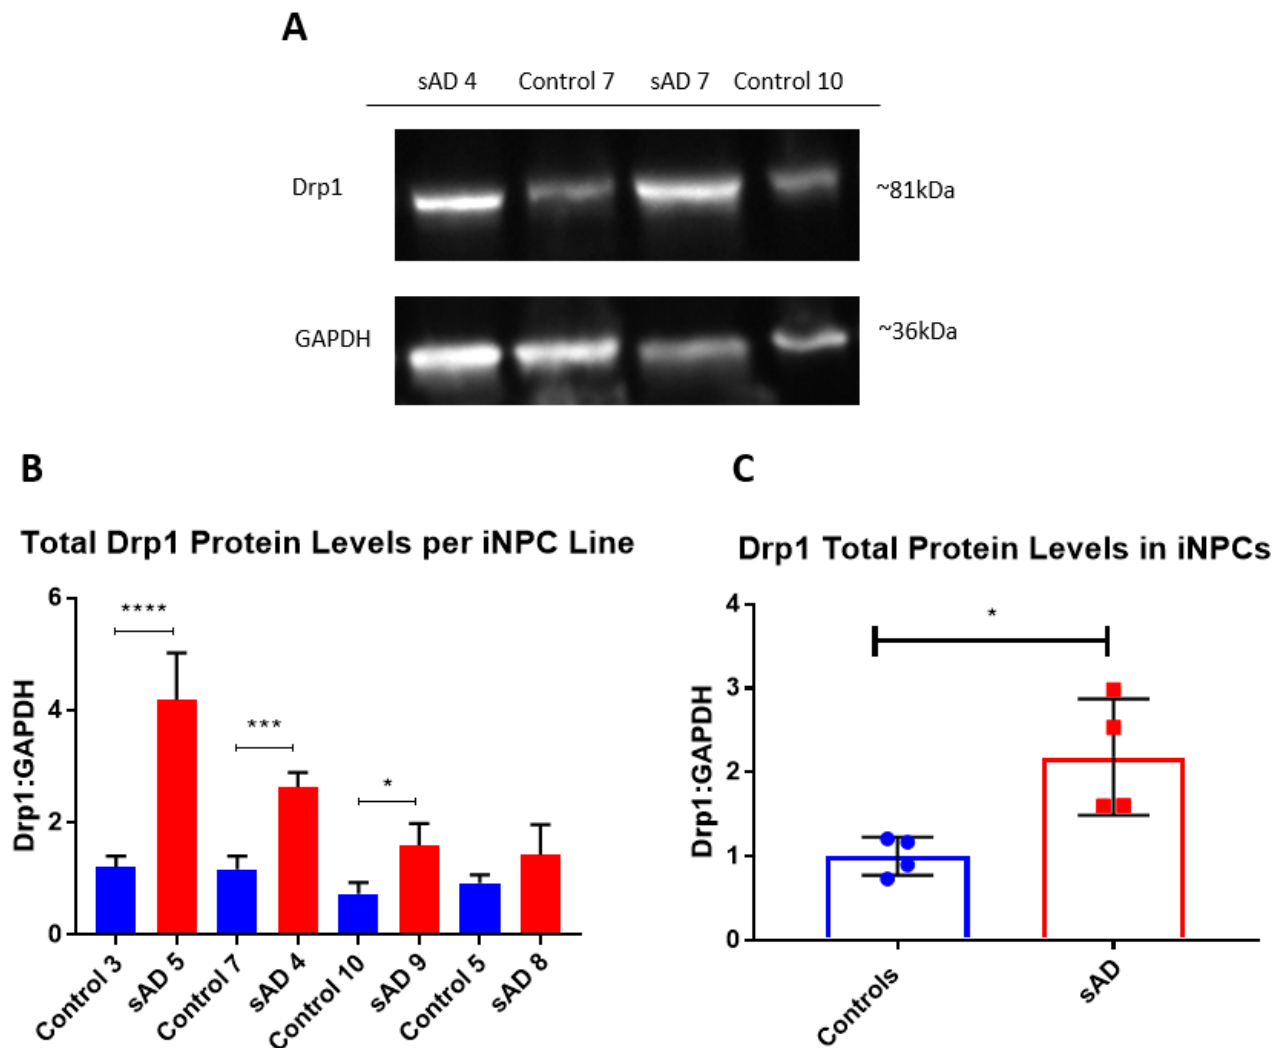 A
sAD 4 Control 7 sAD 7 Control 10
Drp1
~81kDa
GAPDH
~36kDa
B
Total Drp1 Protein Levels per iNPC Line
Drp1:GAPDH
6
4
2
0
****
***
*
Control 3
sAD 5
Control 7
sAD 4
Control 10
sAD 9
Control 5
sAD 8
C
Drp1 Total Protein Levels in iNPCs
Drp1:GAPDH
4
3
2
1
0
*
Controls
sAD